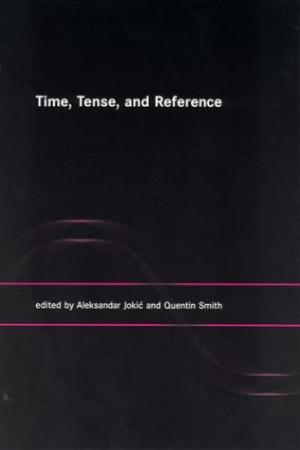 Time, Tense, and Reference
edited by Aleksandar Jokić and Quentin Smith